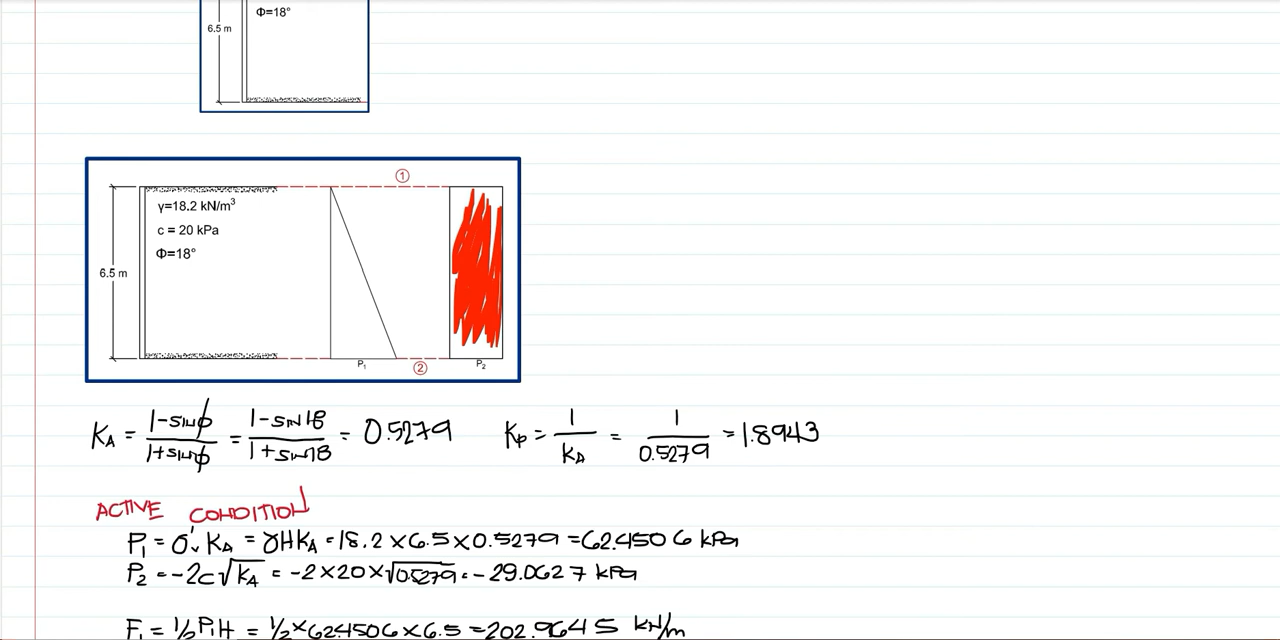 Φ=18°
6.5 m
①
γ=18.2 kN/m³
c = 20 kPa
Φ=18°
6.5 m
P₁
②
P₂
K_A = (1-sinϕ)/(1+sinϕ) = (1-sin18)/(1+sin18) = 0.5279
K_P = 1/K_A = 1/0.5279 = 1.8943
ACTIVE CONDITION
P₁ = σ'ᵥ K_A = γHK_A = 18.2 × 6.5 × 0.5279 = 62.4506 kPa
P₂ = -2c√K_A = -2 × 20 × √0.5279 = -29.0627 kPa
F₁ = 1/2 P₁H = 1/2 × 62.4506 × 6.5 = 202.9645 kN/m